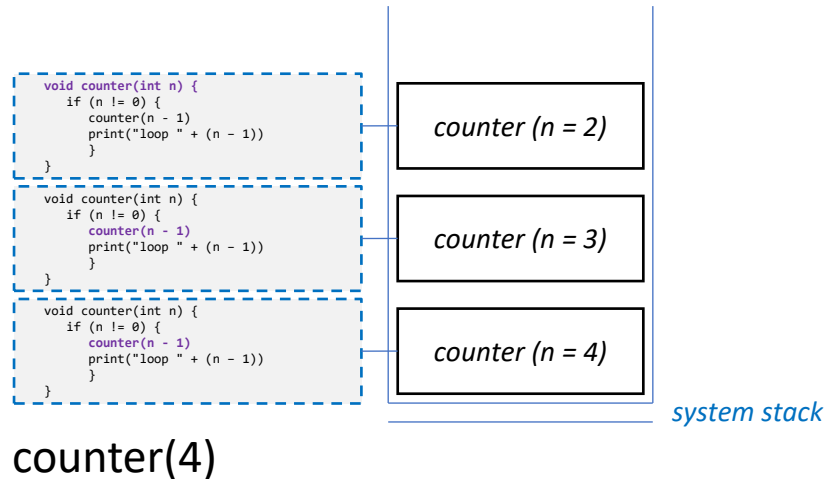 void counter(int n) {
if (n != 0) {
counter(n - 1)
print("loop " + (n – 1))
}
}
counter (n = 2)
void counter(int n) {
if (n != 0) {
counter(n - 1)
print("loop " + (n – 1))
}
}
counter (n = 3)
void counter(int n) {
if (n != 0) {
counter(n - 1)
print("loop " + (n – 1))
}
}
counter (n = 4)
system stack
counter(4)